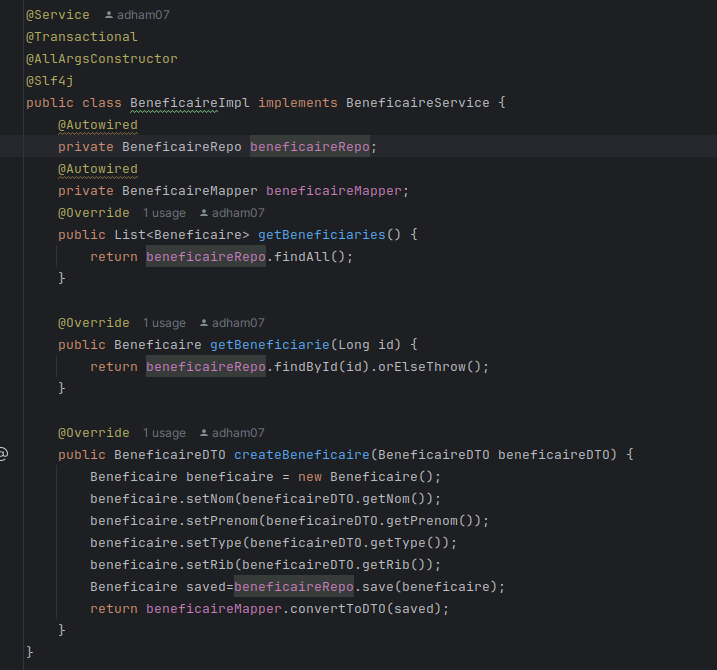 @Service adham07
@Transactional
@AllArgsConstructor
@Slf4j
public class BeneficaireImpl implements BeneficaireService {
@Autowired
private BeneficaireRepo beneficaireRepo;
@Autowired
private BeneficaireMapper beneficaireMapper;
@Override 1 usage adham07
public List<Beneficaire> getBeneficiaries() {
return beneficaireRepo.findAll();
}
@Override 1 usage adham07
public Beneficaire getBeneficiarie(Long id) {
return beneficaireRepo.findById(id).orElseThrow();
}
@Override 1 usage adham07
@
public BeneficaireDTO createBeneficaire(BeneficaireDTO beneficaireDTO) {
Beneficaire beneficaire = new Beneficaire();
beneficaire.setNom(beneficaireDTO.getNom());
beneficaire.setPrenom(beneficaireDTO.getPrenom());
beneficaire.setType(beneficaireDTO.getType());
beneficaire.setRib(beneficaireDTO.getRib());
Beneficaire saved=beneficaireRepo.save(beneficaire);
return beneficaireMapper.convertToDTO(saved);
}
}